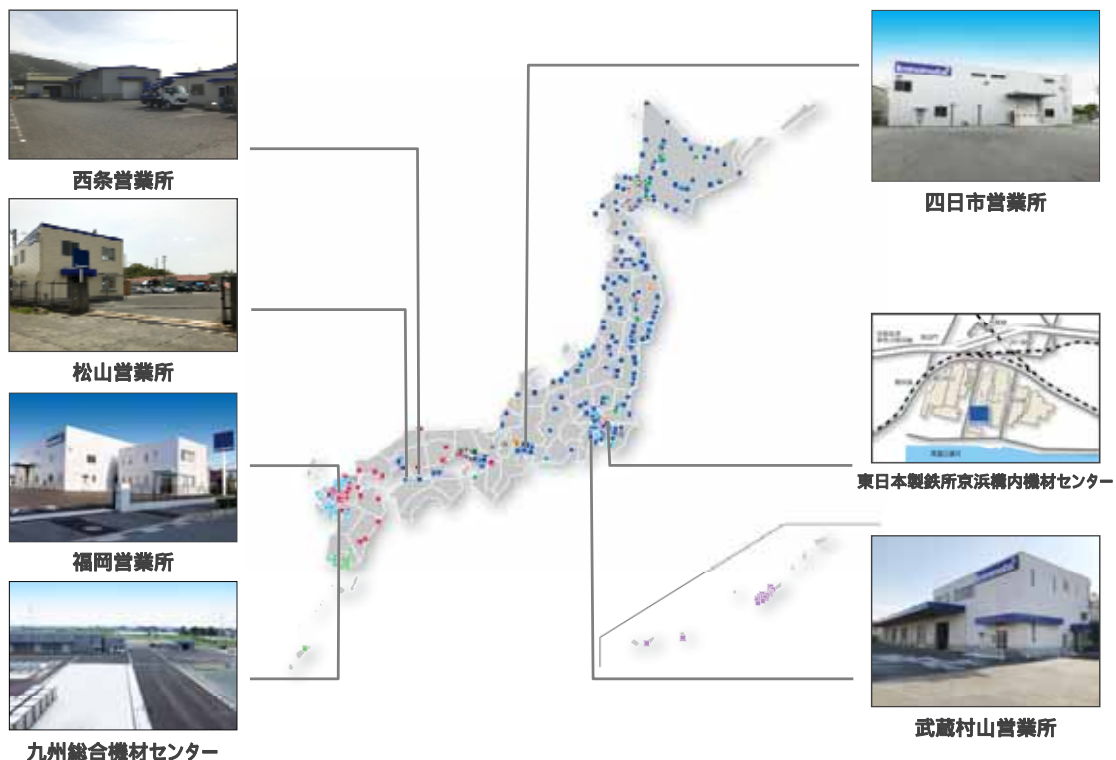 西条営業所
松山営業所
福岡営業所
九州総合機材センター
四日市営業所
東日本製鉄所京浜構内機材センター
武蔵村山営業所